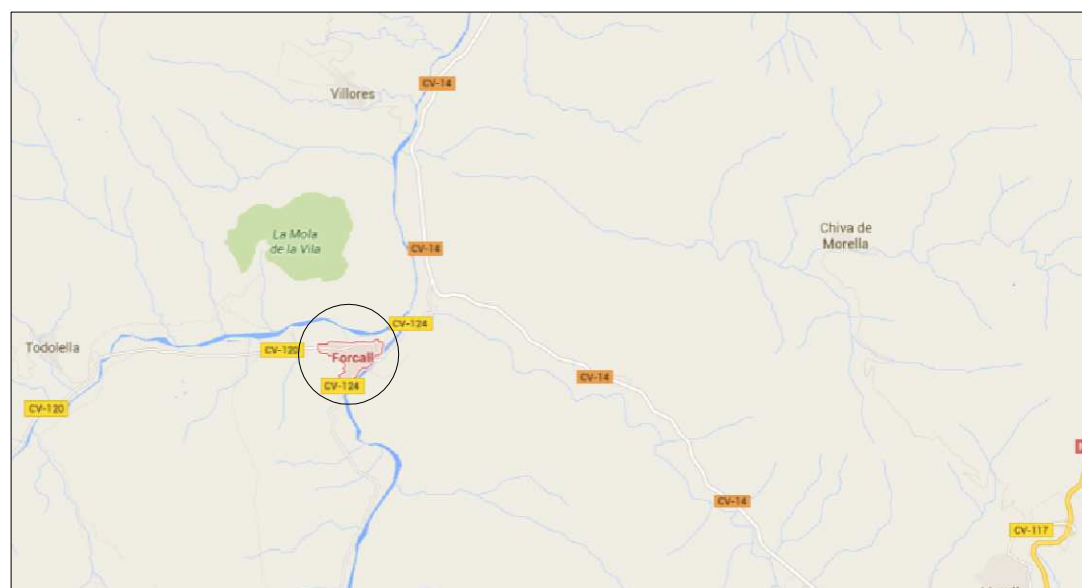 CV-14
Villores
La Mola
de la Vila
CV-14
Chiva de
Morella
CV-124
Todolella
CV-120
Forcall
CV-124
CV-14
CV-120
CV-14
CV-117